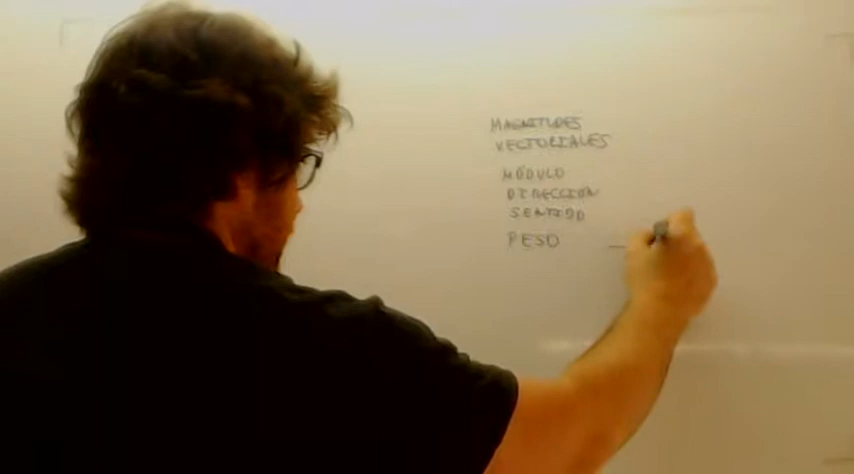 MAGNITUDES
VECTORIALES
MÓDULO
DIRECCIÓN
SENTIDO
PESO